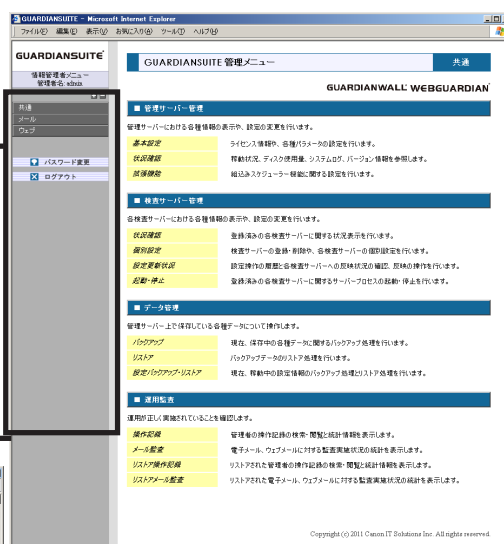 GUARDIANSUITE - Microsoft Internet Explorer
ファイル(F) 編集(E) 表示(V) お気に入り(A) ツール(T) ヘルプ(H)
GUARDIANSUITE
情報管理者メニュー
管理者名: admin
共通
メール
ウェブ
パスワード変更
ログアウト
GUARDIANSUITE 管理メニュー 共通
GUARDIANWALL WEBGUARDIAN
■ 管理サーバー管理
管理サーバーにおける各種情報の表示や、設定の変更を行います。
基本設定 ライセンス情報や、各種パラメータの設定を行います。
状況確認 稼動状況、ディスク使用量、システムログ、バージョン情報を参照します。
拡張機能 組込みスケジューラー機能に関する設定を行います。
■ 検査サーバー管理
各検査サーバーにおける各種情報の表示や、設定の変更を行います。
状況確認 登録済みの各検査サーバーに関する状況表示を行います。
個別設定 検査サーバーの登録・削除や、各検査サーバーの個別設定を行います。
設定更新状況 設定操作の履歴と各検査サーバーへの反映状況の確認、反映の操作を行います。
起動・停止 登録済みの各検査サーバーに関するサーバープロセスの起動・停止を行います。
■ データ管理
管理サーバー上で保存している各種データについて操作します。
バックアップ 現在、保存中の各種データに関するバックアップ処理を行います。
リストア バックアップデータのリストア処理を行います。
設定バックアップ・リストア 現在、稼動中の設定情報のバックアップ処理とリストア処理を行います。
■ 運用監査
運用が正しく実施されていることを確認します。
操作記録 管理者の操作記録の検索・閲覧と統計情報を表示します。
メール監査 電子メール、ウェブメールに対する監査実施状況の統計を表示します。
リストア操作記録 リストアされた管理者の操作記録の検索・閲覧と統計情報を表示します。
リストアメール監査 リストアされた電子メール、ウェブメールに対する監査実施状況の統計を表示します。
Copyright (c) 2011 Canon IT Solutions Inc. All rights reserved.